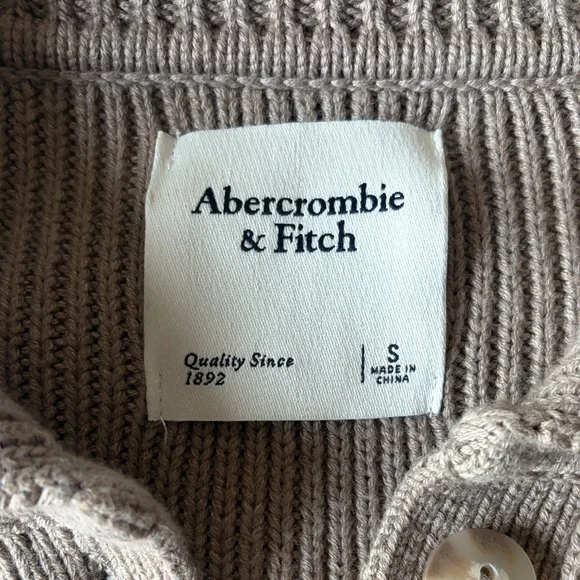 Abercrombie
& Fitch
Quality Since
1892
S
MADE IN
CHINA